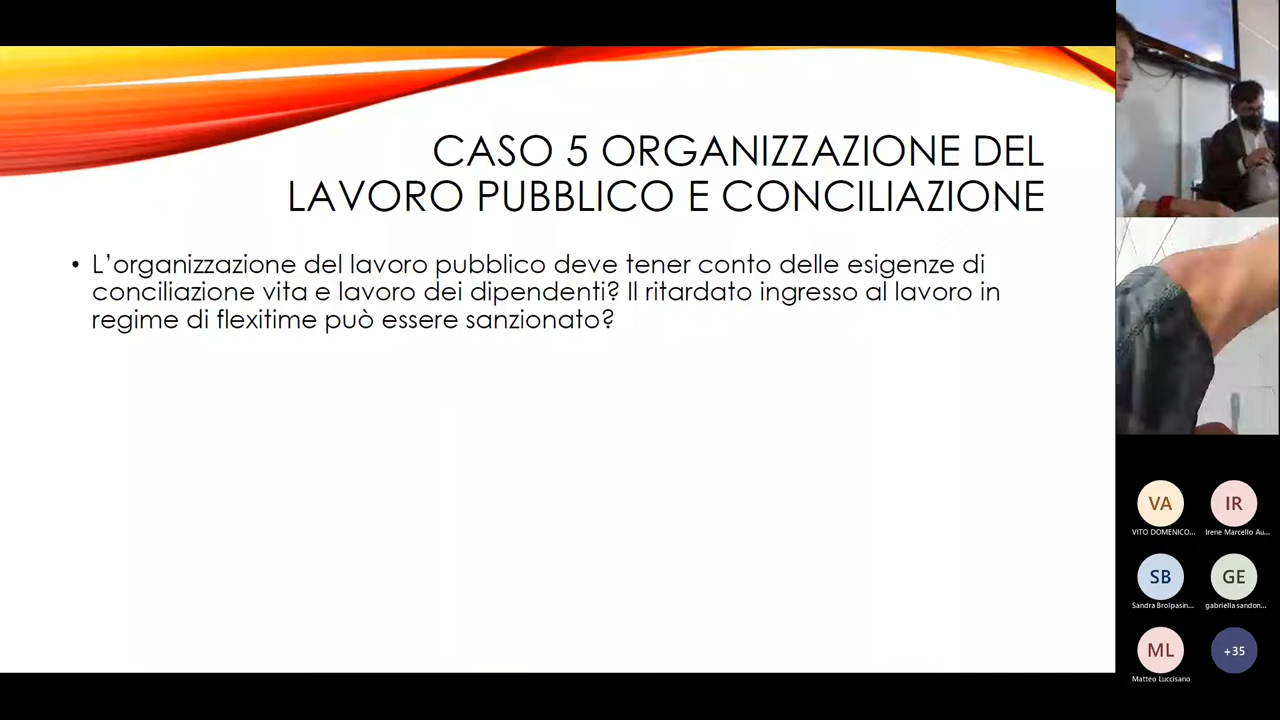 CASO 5 ORGANIZZAZIONE DEL
LAVORO PUBBLICO E CONCILIAZIONE
• L'organizzazione del lavoro pubblico deve tener conto delle esigenze di
conciliazione vita e lavoro dei dipendenti? Il ritardato ingresso al lavoro in
regime di flexitime può essere sanzionato?
VA IR
VITO DOMENICO... Irene Marcello Au...
SB GE
Sandra Brolpasin... gabriella sandon...
ML +35
Matteo Luccisano